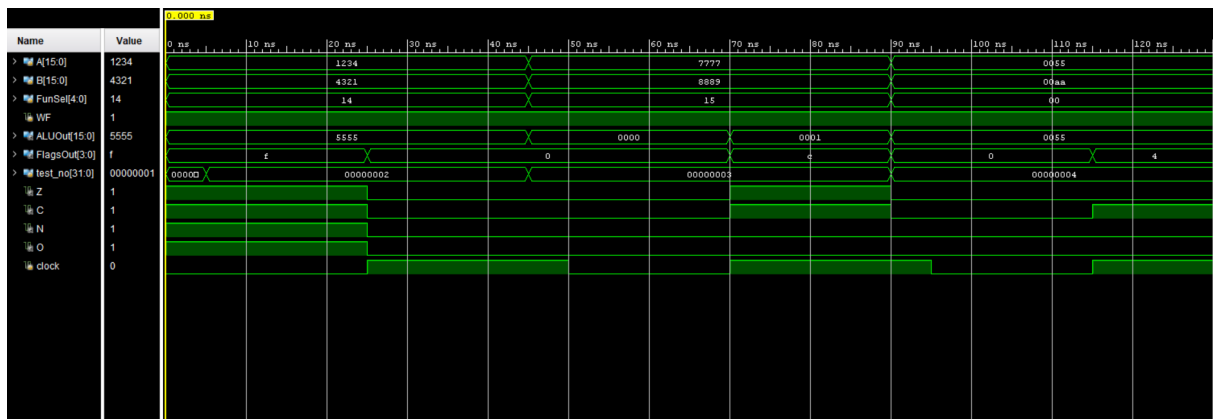 0.000 ns
Name Value 0 ns 10 ns 20 ns 30 ns 40 ns 50 ns 60 ns 70 ns 80 ns 90 ns 100 ns 110 ns 120 ns
A[15:0] 1234 1234 7777 0055
B[15:0] 4321 4321 8889 00aa
FunSel[4:0] 14 14 15 00
WF 1
ALUOut[15:0] 5555 5555 0000 0001 0055
FlagsOut[3:0] f f 0 c 0 4
test_no[31:0] 00000001 00000 00000002 00000003 00000004
Z 1
C 1
N 1
O 1
clock 0